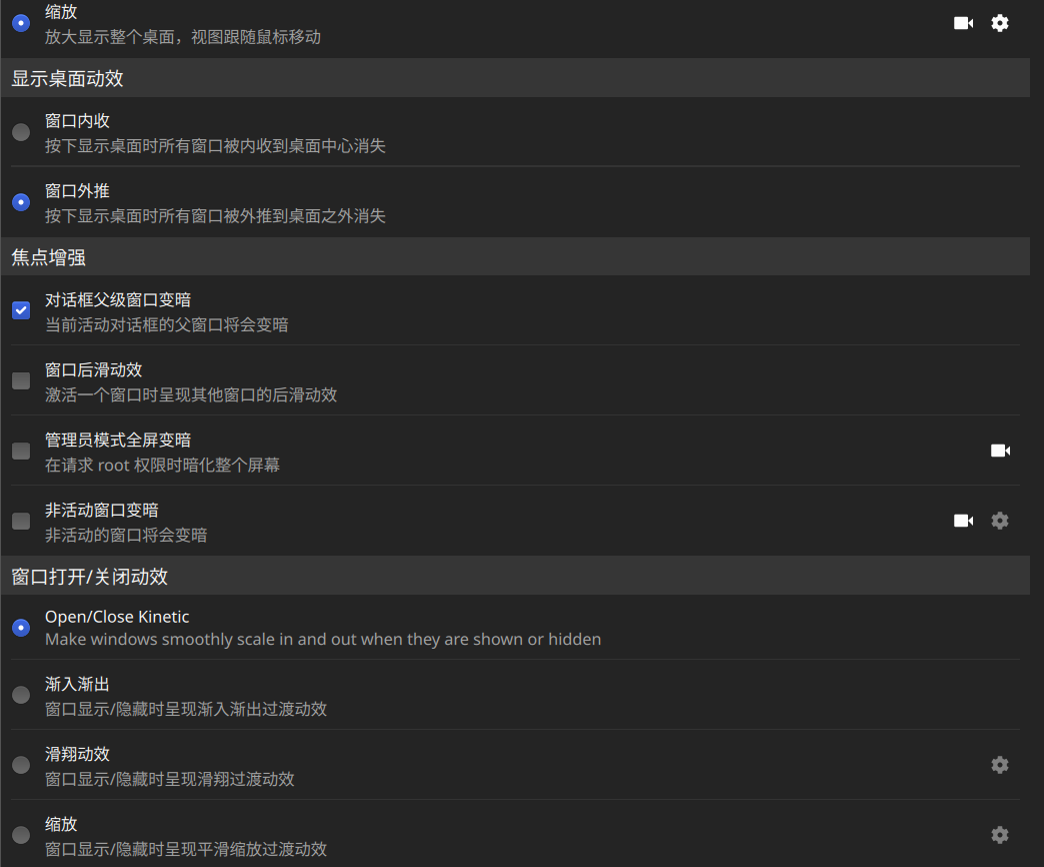 缩放
放大显示整个桌面，视图跟随鼠标移动
显示桌面动效
窗口内收
按下显示桌面时所有窗口被内收到桌面中心消失
窗口外推
按下显示桌面时所有窗口被外推到桌面之外消失
焦点增强
对话框父级窗口变暗
当前活动对话框的父窗口将会变暗
窗口后滑动效
激活一个窗口时呈现其他窗口的后滑动效
管理员模式全屏变暗
在请求 root 权限时暗化整个屏幕
非活动窗口变暗
非活动的窗口将会变暗
窗口打开/关闭动效
Open/Close Kinetic
Make windows smoothly scale in and out when they are shown or hidden
渐入渐出
窗口显示/隐藏时呈现渐入渐出过渡动效
滑翔动效
窗口显示/隐藏时呈现滑翔过渡动效
缩放
窗口显示/隐藏时呈现平滑缩放过渡动效